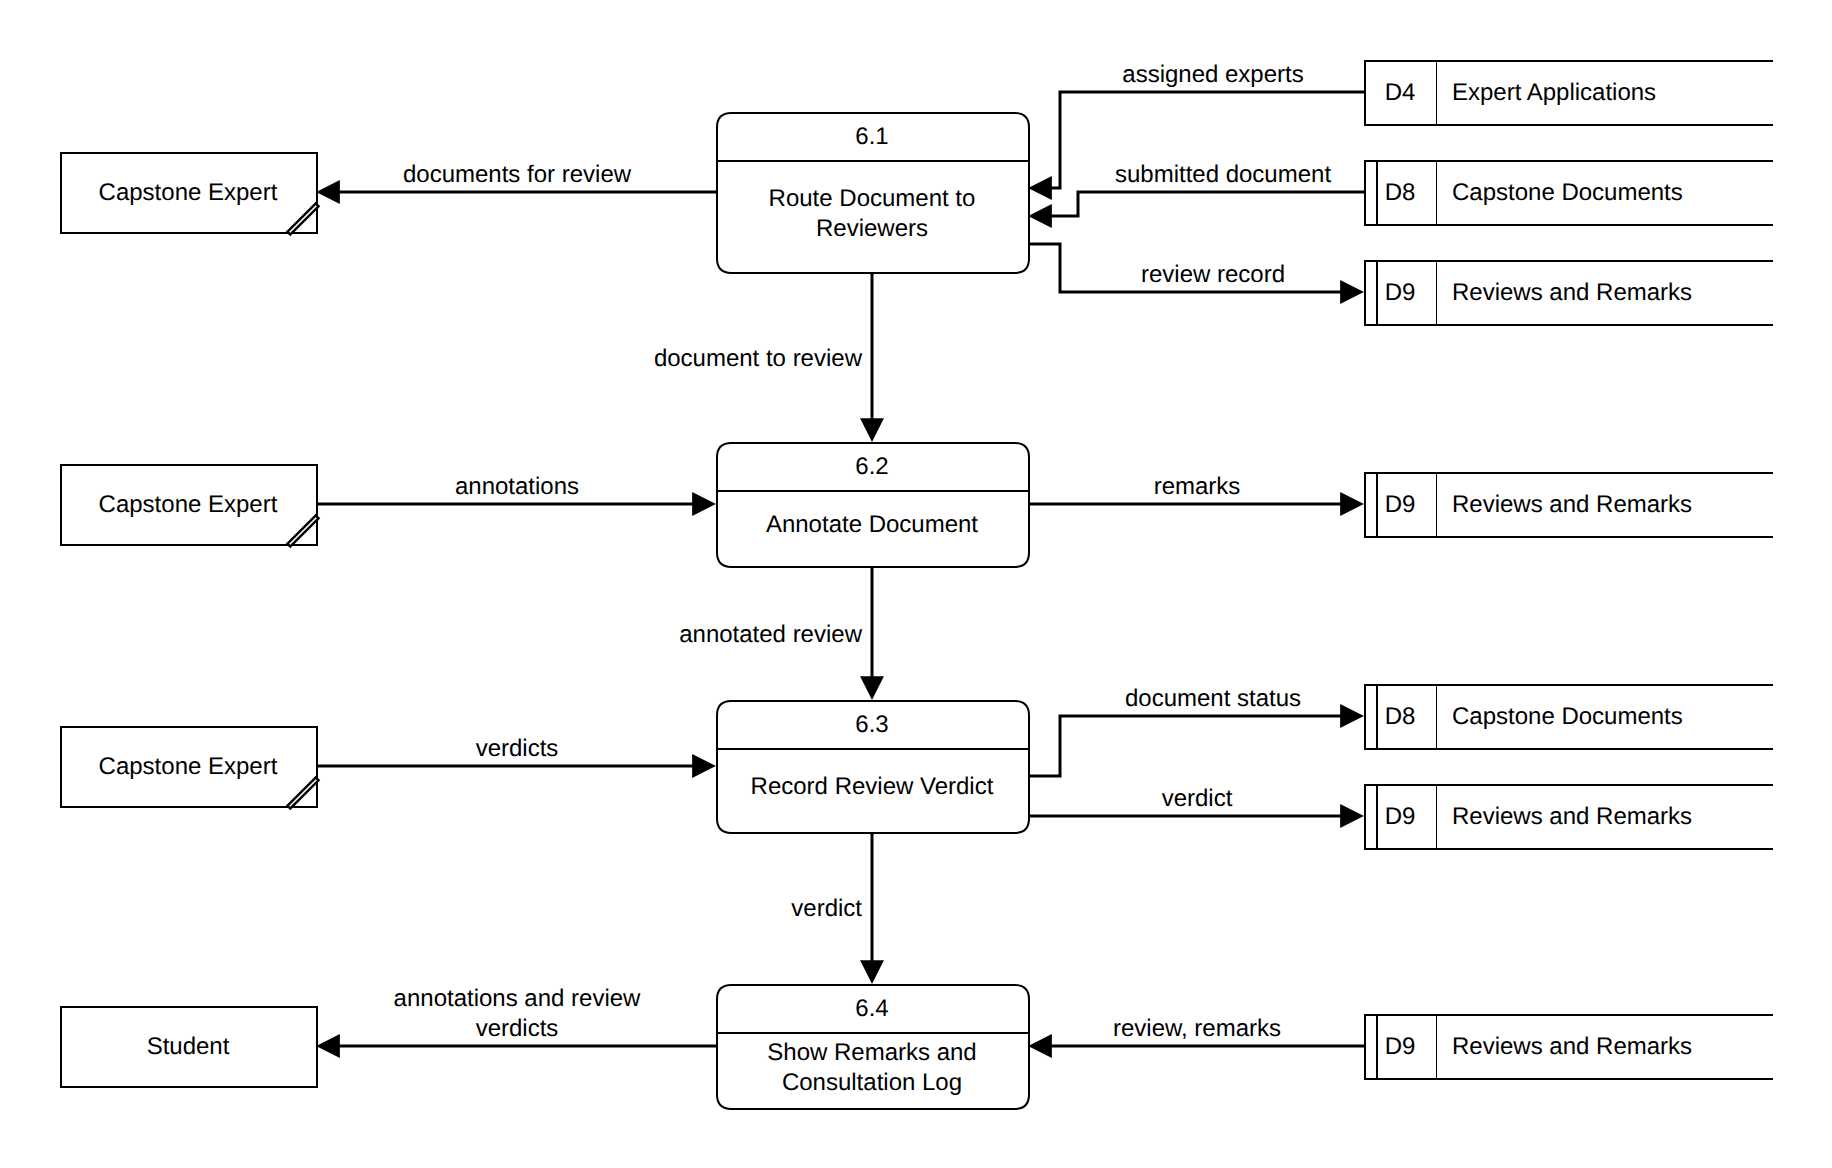 assigned experts
D4
Expert Applications
6.1
documents for review
submitted document
Capstone Expert
Route Document to
Reviewers
D8
Capstone Documents
review record
D9
Reviews and Remarks
document to review
6.2
annotations
remarks
Capstone Expert
Annotate Document
D9
Reviews and Remarks
annotated review
document status
D8
Capstone Documents
6.3
verdicts
Capstone Expert
Record Review Verdict
verdict
D9
Reviews and Remarks
verdict
annotations and review
verdicts
6.4
review, remarks
Student
Show Remarks and
Consultation Log
D9
Reviews and Remarks